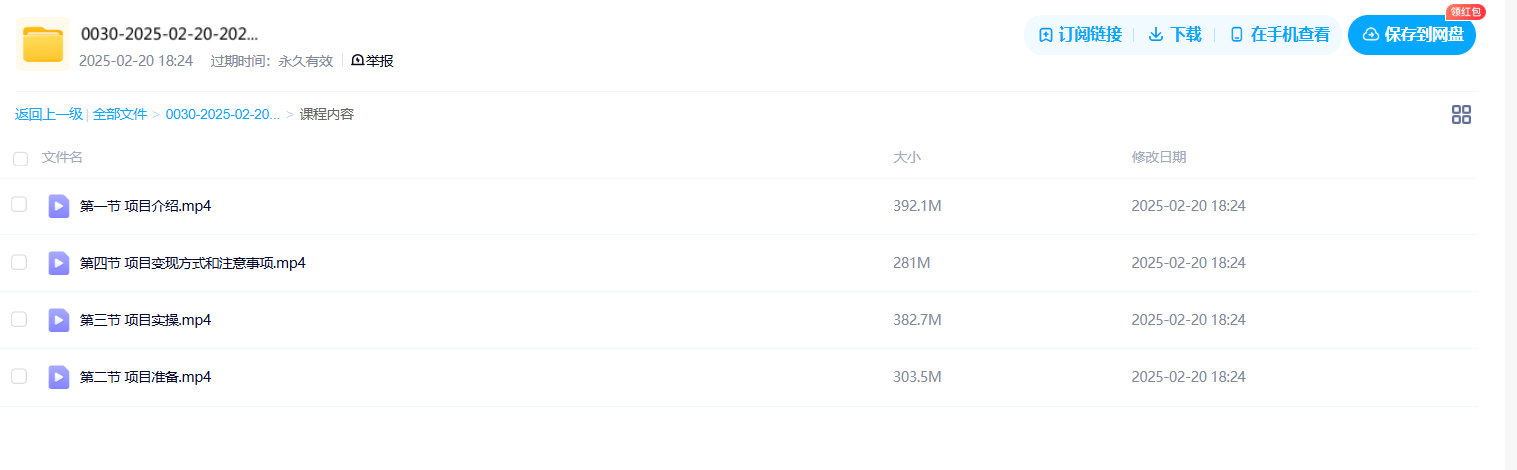 领红包
0030-2025-02-20-202...
订阅链接 下载 在手机查看 保存到网盘
2025-02-20 18:24 过期时间：永久有效 举报
返回上一级 | 全部文件 > 0030-2025-02-20... > 课程内容
文件名 大小 修改日期
第一节 项目介绍.mp4 392.1M 2025-02-20 18:24
第四节 项目变现方式和注意事项.mp4 281M 2025-02-20 18:24
第三节 项目实操.mp4 382.7M 2025-02-20 18:24
第二节 项目准备.mp4 303.5M 2025-02-20 18:24